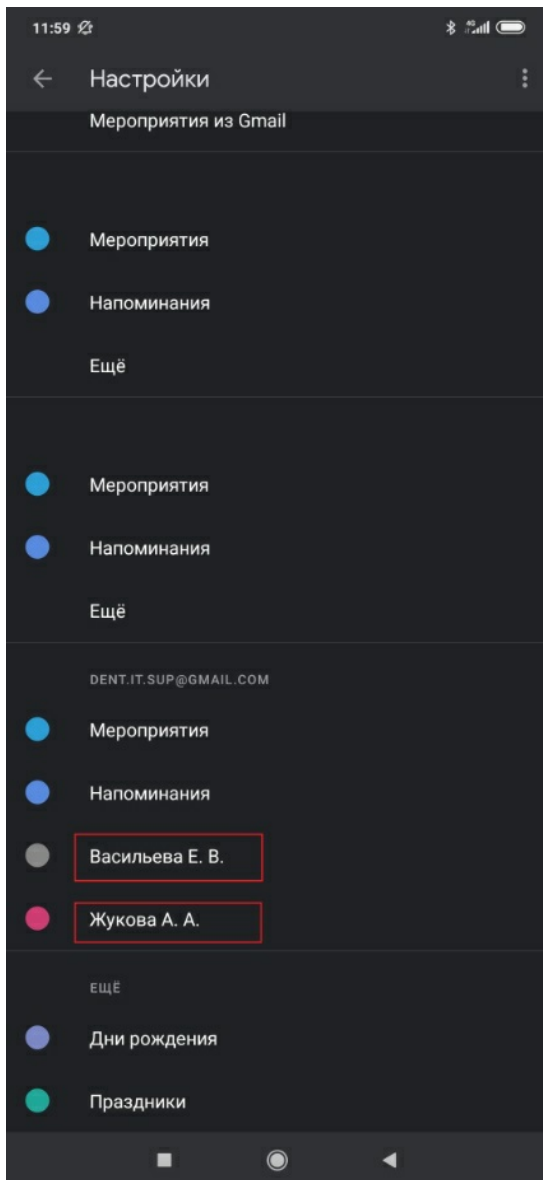 11:59
4G
Настройки
Мероприятия из Gmail
Мероприятия
Напоминания
Ещё
Мероприятия
Напоминания
Ещё
DENT.IT.SUP@GMAIL.COM
Мероприятия
Напоминания
Васильева Е. В.
Жукова А. А.
ЕЩЁ
Дни рождения
Праздники